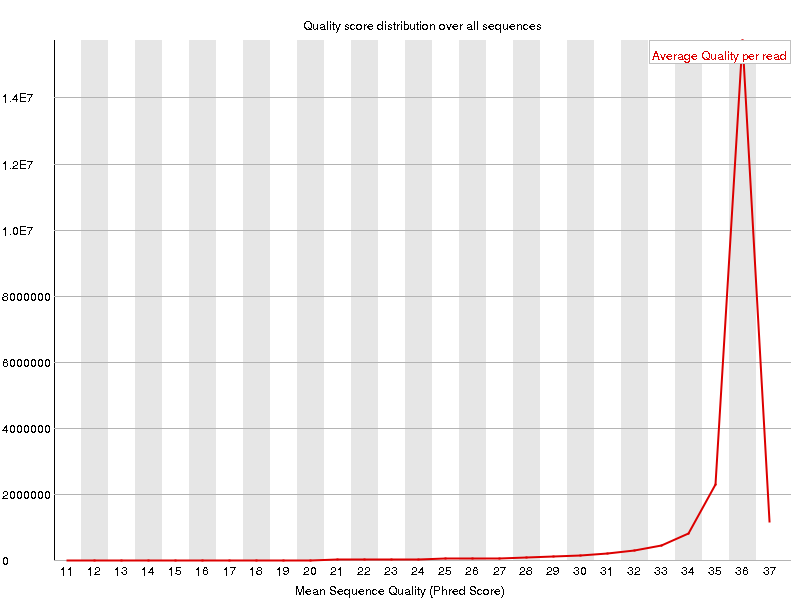 Quality score distribution over all sequences
Average Quality per read
1.4E7
1.2E7
1.0E7
8000000
6000000
4000000
2000000
0
11 12 13 14 15 16 17 18 19 20 21 22 23 24 25 26 27 28 29 30 31 32 33 34 35 36 37
Mean Sequence Quality (Phred Score)